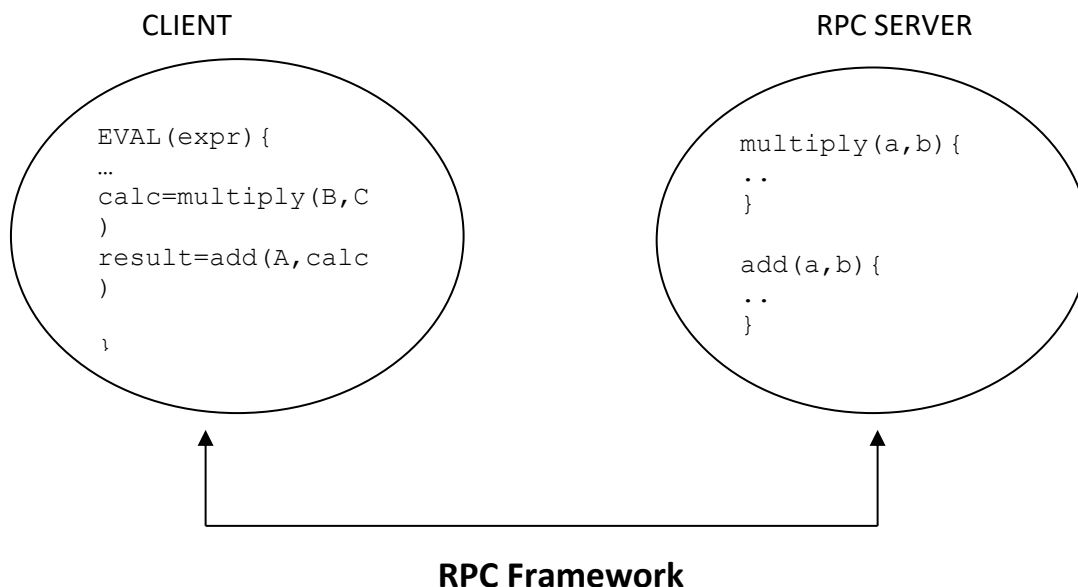 CLIENT
RPC SERVER
EVAL(expr){
…
calc=multiply(B,C
)
result=add(A,calc
)
}
multiply(a,b){
..
}
add(a,b){
..
}
RPC Framework